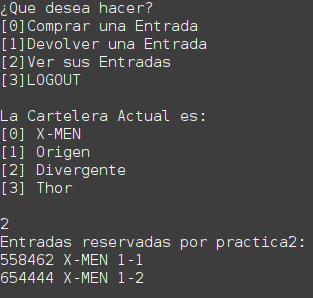 ¿Que desea hacer?
[0]Comprar una Entrada
[1]Devolver una Entrada
[2]Ver sus Entradas
[3]LOGOUT
La Cartelera Actual es:
[0] X-MEN
[1] Origen
[2] Divergente
[3] Thor
2
Entradas reservadas por practica2:
558462 X-MEN 1-1
654444 X-MEN 1-2